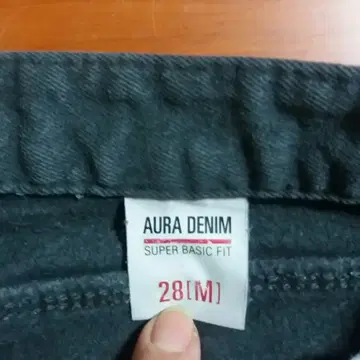 AURA DENIM
SUPER BASIC FIT
28[M]